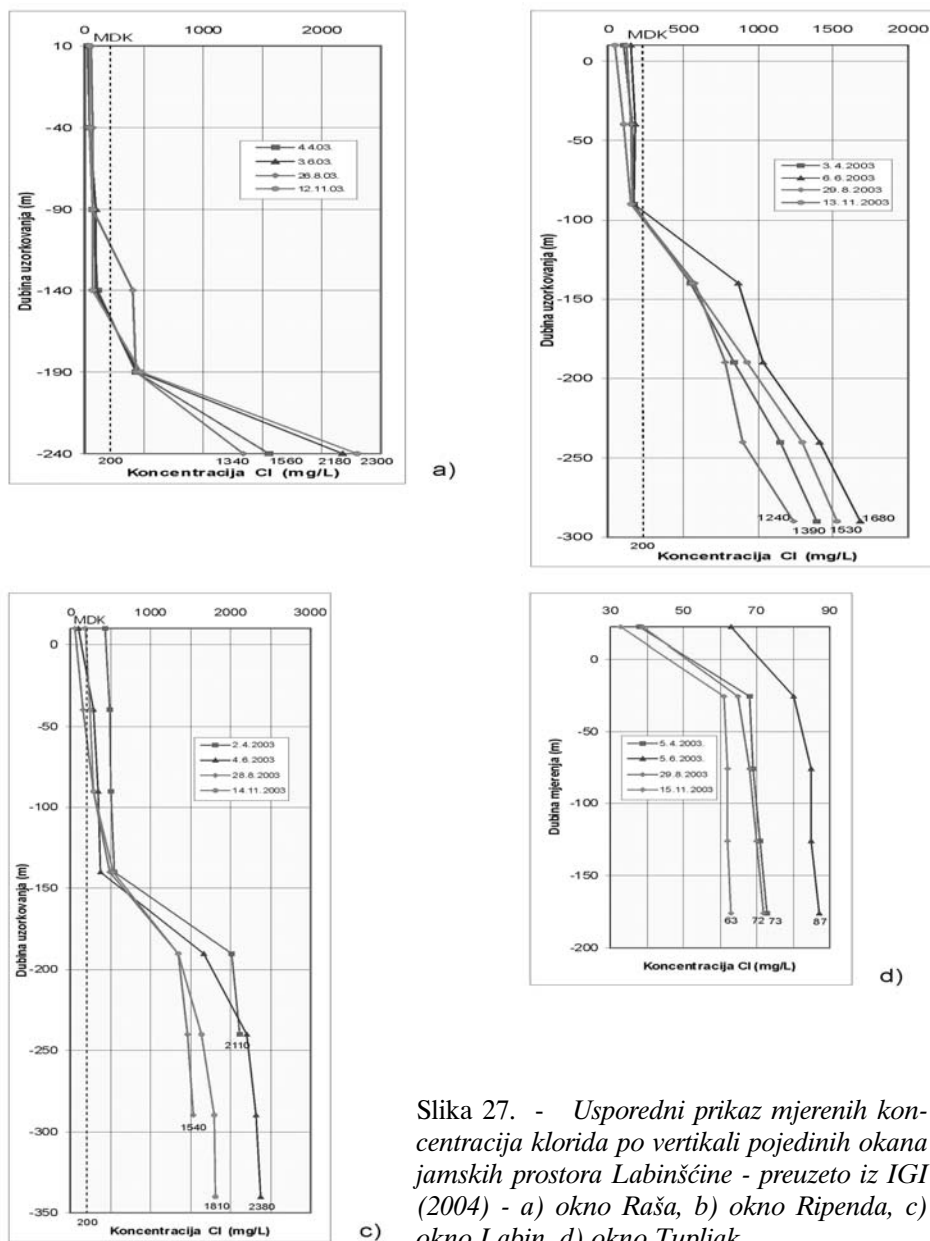 0 1000 2000
MDK
10
-40
-90
-140
-190
-240
Dubina uzorkovanja (m)
4.4.03.
3.6.03.
26.8.03.
12.11.03.
200 1340 1560 2180 2300
Koncentracija Cl (mg/L)
a)
0 500 1000 1500 2000
MDK
0
-50
-100
-150
-200
-250
-300
Dubina uzorkovanja (m)
3.4.2003
6.6.2003
29.8.2003
13.11.2003
1240 1390 1530 1680
200
Koncentracija Cl (mg/L)
b)
0 1000 2000 3000
MDK
0
-50
-100
-150
-200
-250
-300
-350
Dubina uzorkovanja (m)
2.4.2003
4.6.2003
28.8.2003
14.11.2003
2110
1540
1810 2380
200
Koncentracija Cl (mg/L)
c)
30 50 70 90
0
-50
-100
-150
-200
Dubina mjerenja (m)
5.4.2003.
5.6.2003.
29.8.2003
15.11.2003
63 72 73 87
Koncentracija Cl (mg/L)
d)
Slika 27. - Usporedni prikaz mjerenih kon-
centracija klorida po vertikali pojedinih okana
jamskih prostora Labinšćine - preuzeto iz IGI
(2004) - a) okno Raša, b) okno Ripenda, c)
okno Labin, d) okno Tupljak